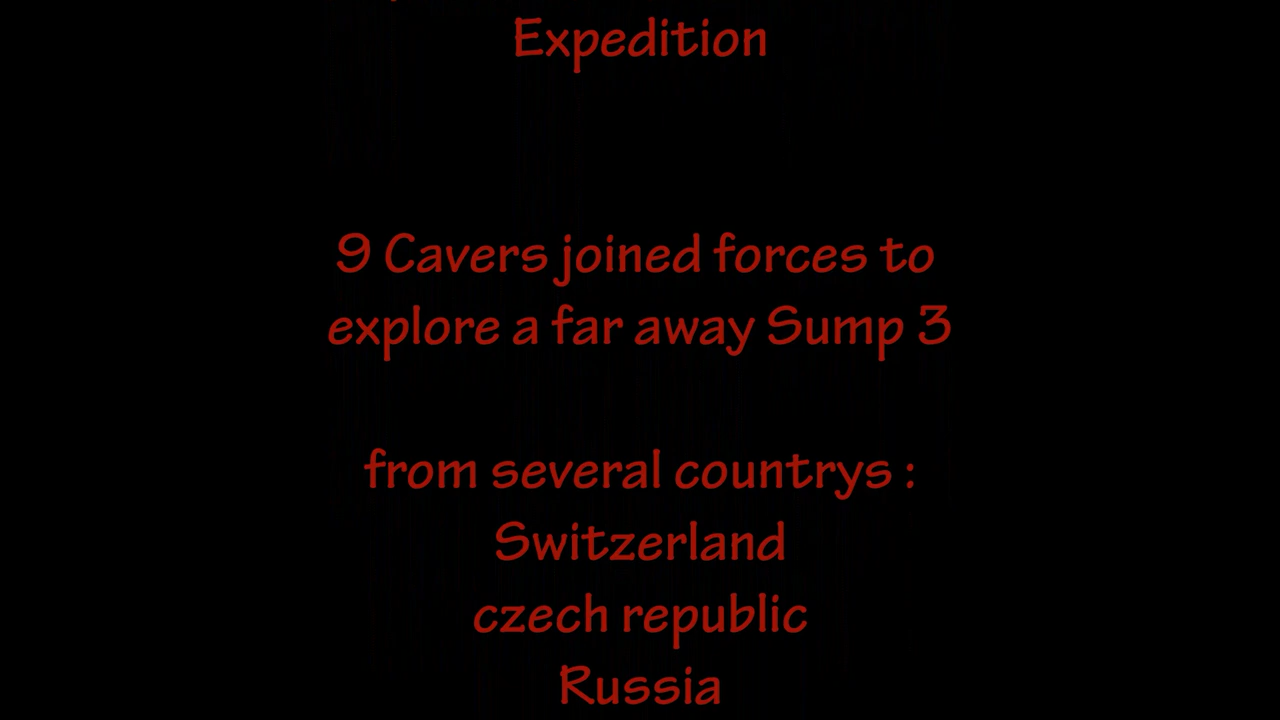 Expedition
9 Cavers joined forces to
explore a far away Sump 3
from several countrys :
Switzerland
czech republic
Russia